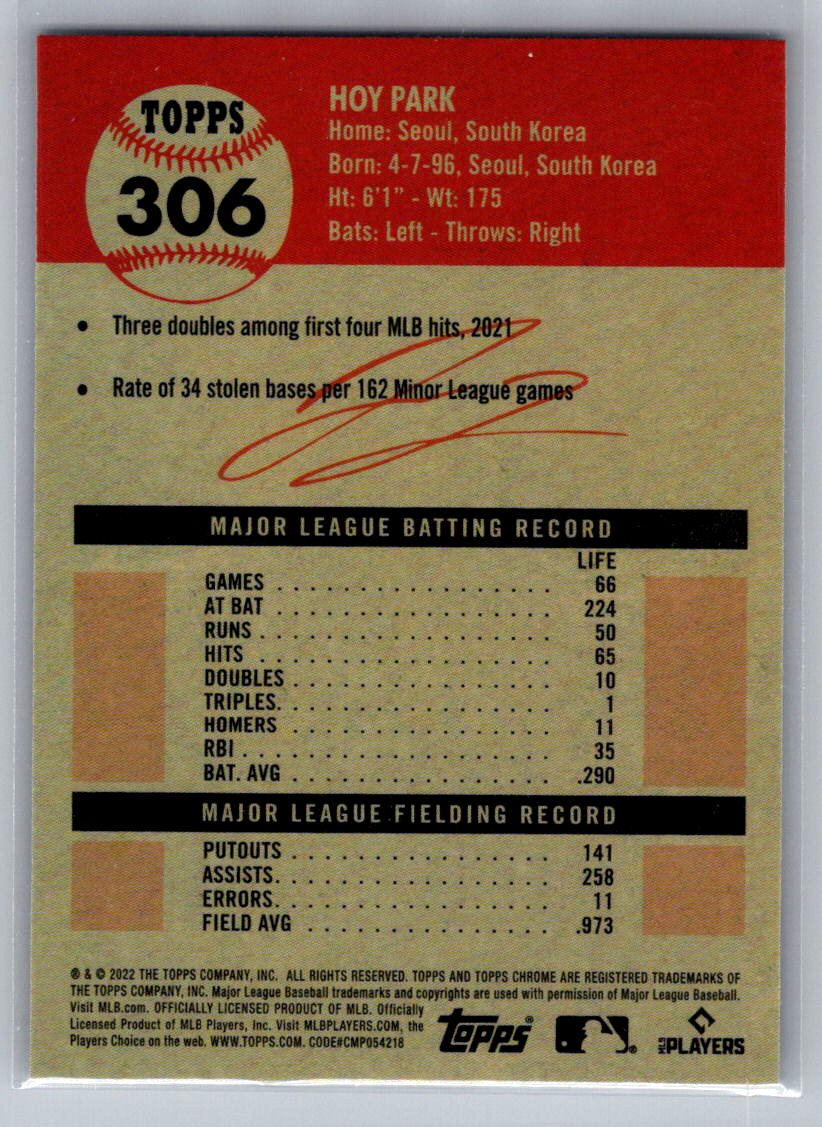 TOPPS
306
HOY PARK
Home: Seoul, South Korea
Born: 4-7-96, Seoul, South Korea
Ht: 6'1" - Wt: 175
Bats: Left - Throws: Right
• Three doubles among first four MLB hits, 2021
• Rate of 34 stolen bases per 162 Minor League games
MAJOR LEAGUE BATTING RECORD
LIFE
GAMES . . . . . . . . . . . . . . . . . . 66
AT BAT . . . . . . . . . . . . . . . . . . 224
RUNS . . . . . . . . . . . . . . . . . . . 50
HITS . . . . . . . . . . . . . . . . . . . 65
DOUBLES . . . . . . . . . . . . . . . . . 10
TRIPLES. . . . . . . . . . . . . . . . . . 1
HOMERS . . . . . . . . . . . . . . . . . 11
RBI . . . . . . . . . . . . . . . . . . . . 35
BAT. AVG . . . . . . . . . . . . . . . . . .290
MAJOR LEAGUE FIELDING RECORD
PUTOUTS . . . . . . . . . . . . . . . . . 141
ASSISTS. . . . . . . . . . . . . . . . . . 258
ERRORS. . . . . . . . . . . . . . . . . . 11
FIELD AVG . . . . . . . . . . . . . . . . .973
® & © 2022 THE TOPPS COMPANY, INC. ALL RIGHTS RESERVED. TOPPS AND TOPPS CHROME ARE REGISTERED TRADEMARKS OF
THE TOPPS COMPANY, INC. Major League Baseball trademarks and copyrights are used with permission of Major League Baseball.
Visit MLB.com. OFFICIALLY LICENSED PRODUCT OF MLB. Officially
Licensed Product of MLB Players, Inc. Visit MLBPLAYERS.COM, the
Players Choice on the web. WWW.TOPPS.COM. CODE#CMP054218
topps®
®
MLB PLAYERS